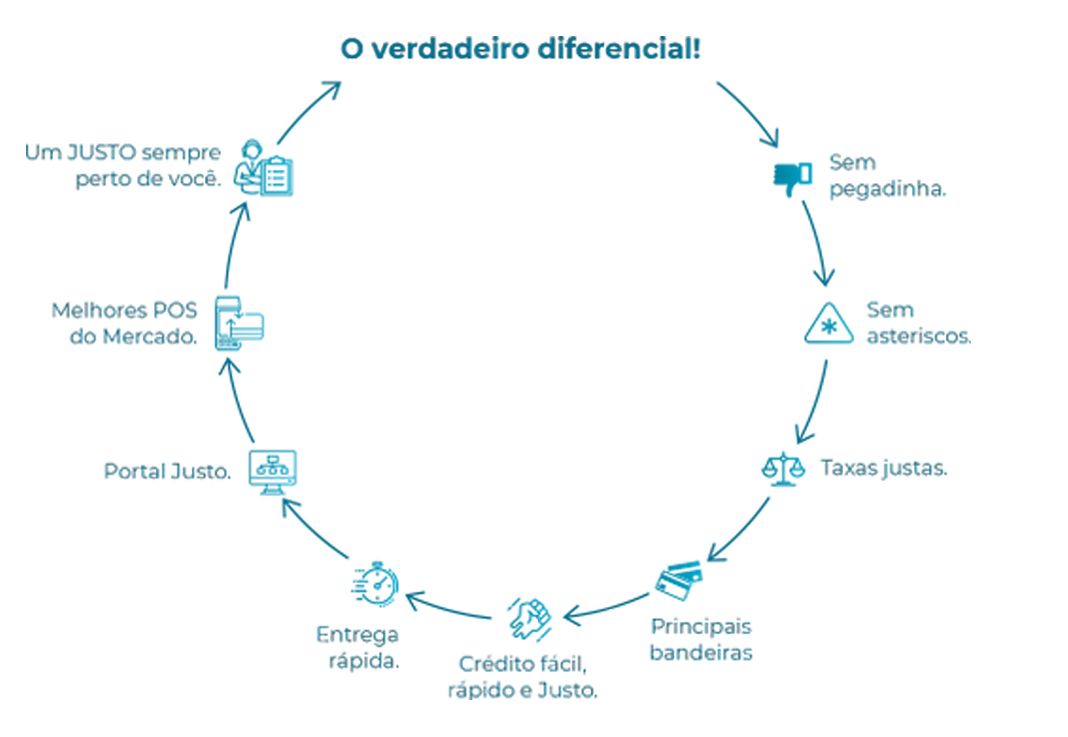 O verdadeiro diferencial!
Sem
pegadinha.
Sem
asteriscos.
Taxas justas.
Principais
bandeiras
Crédito fácil,
rápido e Justo.
Entrega
rápida.
Portal Justo.
Melhores POS
do Mercado.
Um JUSTO sempre
perto de você.